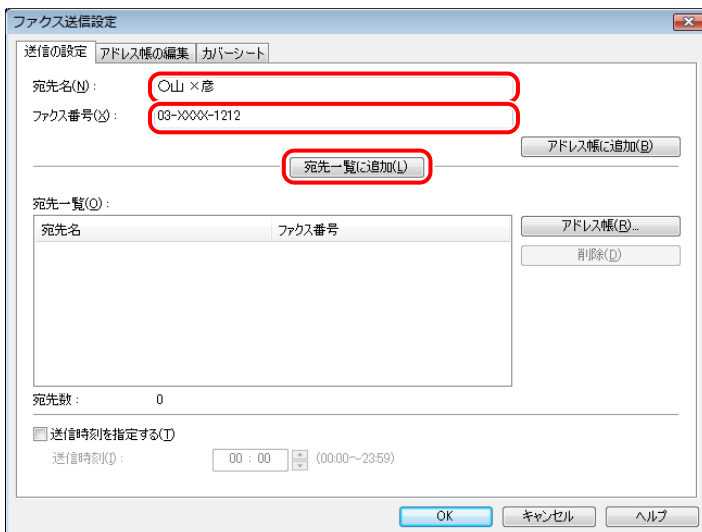 ファクス送信設定
送信の設定 アドレス帳の編集 カバーシート
宛先名(N): 〇山 ×彦
ファクス番号(X): 03-XXXX-1212
アドレス帳に追加(B)
宛先一覧に追加(L)
宛先一覧(O):
宛先名 ファクス番号
アドレス帳(R)...
削除(D)
宛先数: 0
送信時刻を指定する(T)
送信時刻(I): 00 : 00 (00:00～23:59)
OK キャンセル ヘルプ